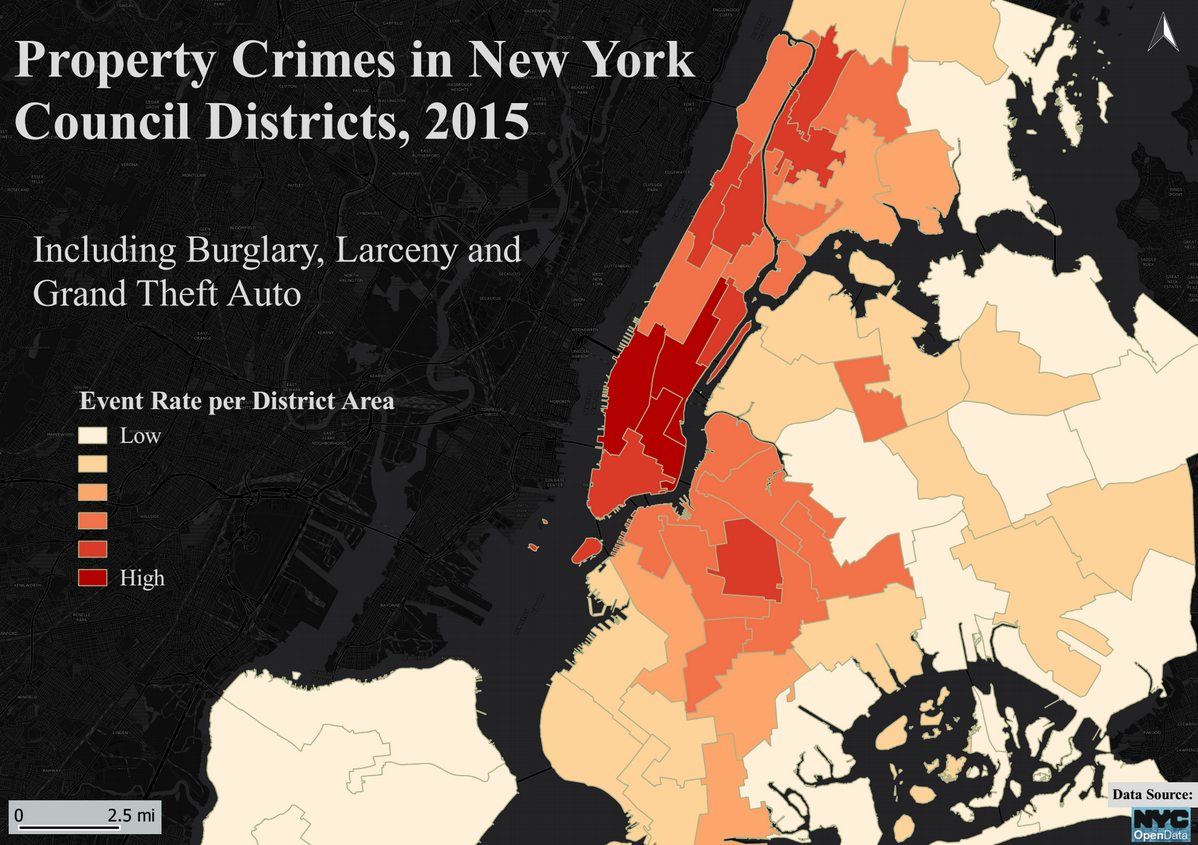 Property Crimes in New York
Council Districts, 2015
Including Burglary, Larceny and
Grand Theft Auto
Event Rate per District Area
Low
High
0 2.5 mi
Data Source:
NYC
OpenData